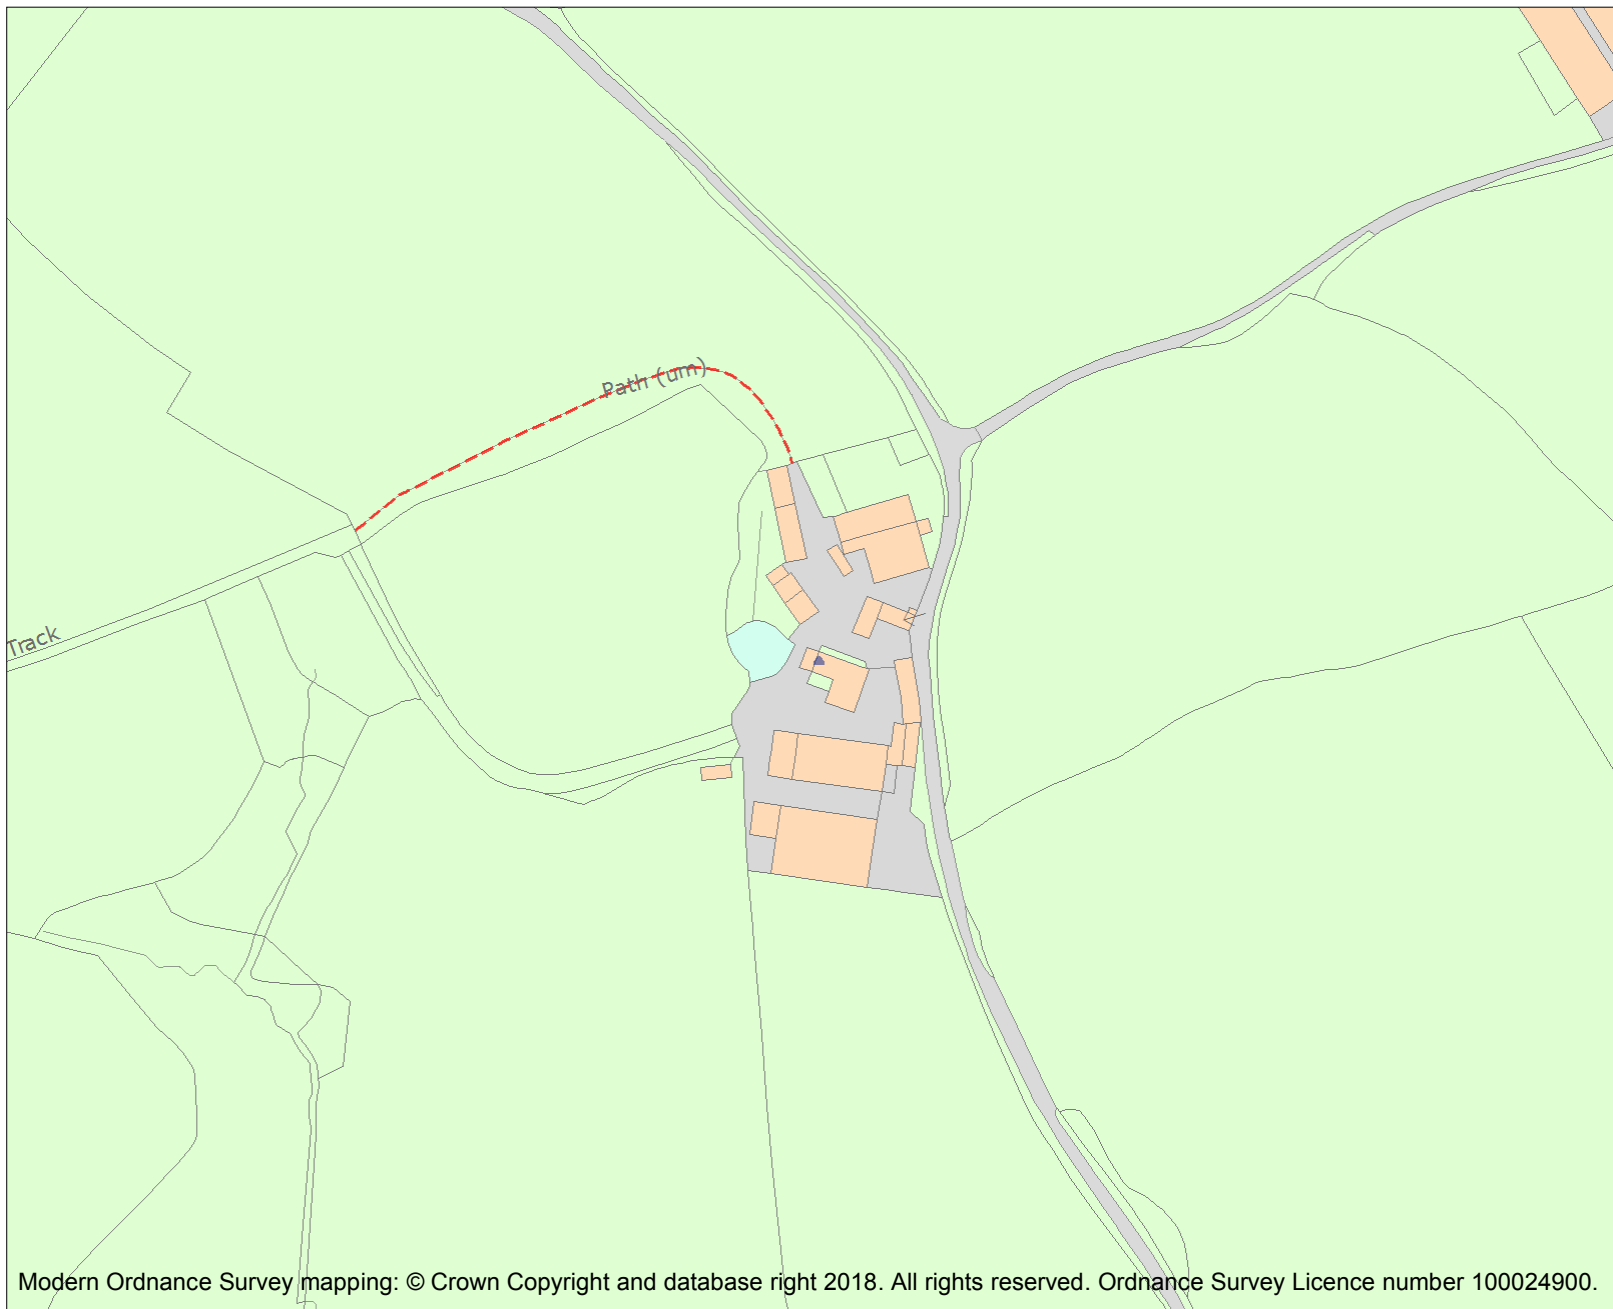 Path (um)
Track
Modern Ordnance Survey mapping: © Crown Copyright and database right 2018. All rights reserved. Ordnance Survey Licence number 100024900.